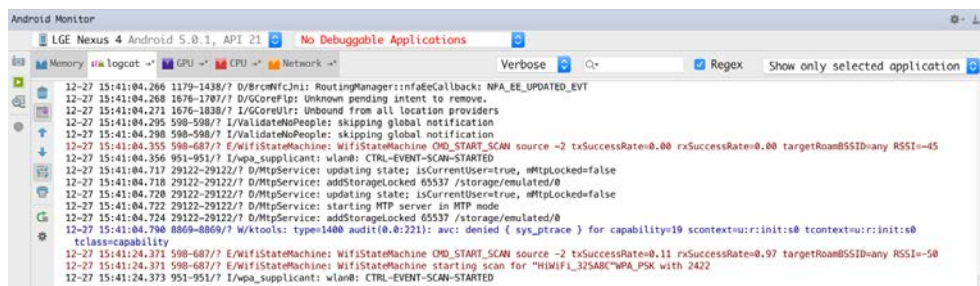 Android Monitor
LGE Nexus 4 Android 5.0.1, API 21 No Debuggable Applications
Memory logcat GPU CPU Network Verbose Regex Show only selected application
12-27 15:41:04.266 1179-1438/? D/BrcmNfcJni: RoutingManager::nfaEeCallback: NFA_EE_UPDATED_EVT
12-27 15:41:04.268 1676-1707/? D/GCoreFlp: Unknown pending intent to remove.
12-27 15:41:04.271 1676-1838/? I/GCoreUlr: Unbound from all location providers
12-27 15:41:04.295 598-598/? I/ValidateNoPeople: skipping global notification
12-27 15:41:04.298 598-598/? I/ValidateNoPeople: skipping global notification
12-27 15:41:04.355 598-687/? E/WifiStateMachine: WifiStateMachine CMD_START_SCAN source -2 txSuccessRate=0.00 rxSuccessRate=0.00 targetRoamBSSID=any RSSI=-45
12-27 15:41:04.356 951-951/? I/wpa_supplicant: wlan0: CTRL-EVENT-SCAN-STARTED
12-27 15:41:04.717 29122-29122/? D/MtpService: updating state; isCurrentUser=true, mMtpLocked=false
12-27 15:41:04.718 29122-29122/? D/MtpService: addStorageLocked 65537 /storage/emulated/0
12-27 15:41:04.720 29122-29122/? D/MtpService: updating state; isCurrentUser=true, mMtpLocked=false
12-27 15:41:04.722 29122-29122/? D/MtpService: starting MTP server in MTP mode
12-27 15:41:04.724 29122-29122/? D/MtpService: addStorageLocked 65537 /storage/emulated/0
12-27 15:41:04.790 8869-8869/? W/ktools: type=1400 audit(0.0:221): avc: denied { sys_ptrace } for capability=19 scontext=u:r:init:s0 tcontext=u:r:init:s0
tclass=capability
12-27 15:41:24.371 598-687/? E/WifiStateMachine: WifiStateMachine CMD_START_SCAN source -2 txSuccessRate=0.11 rxSuccessRate=0.97 targetRoamBSSID=any RSSI=-50
12-27 15:41:24.371 598-687/? E/WifiStateMachine: WifiStateMachine starting scan for "HiWiFi_325ABC"WPA_PSK with 2422
12-27 15:41:24.373 951-951/? I/wpa_supplicant: wlan0: CTRL-EVENT-SCAN-STARTED